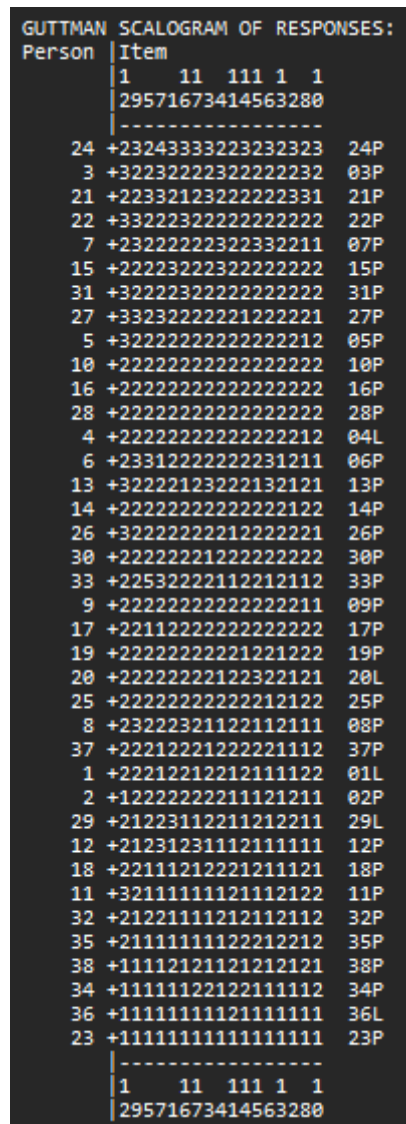 GUTTMAN SCALOGRAM OF RESPONSES:
Person |Item
|1    11  111 1  1
|29571673414563280
|-----------------
24 +23243333223232323  24P
3 +32232222322222232  03P
21 +22332123222222331  21P
22 +33222322222222222  22P
7 +23222222322332211  07P
15 +22223222322222222  15P
31 +32222322222222222  31P
27 +33232222221222221  27P
5 +32222222222222212  05P
10 +22222222222222222  10P
16 +22222222222222222  16P
28 +22222222222222222  28P
4 +22222222222222212  04L
6 +23312222222231211  06P
13 +32222123222132121  13P
14 +22222222222222122  14P
26 +32222222212222221  26P
30 +22222221222222222  30P
33 +22532222112212112  33P
9 +22222222222222211  09P
17 +22112222222222222  17P
19 +22222222221221222  19P
20 +22222222122322121  20L
25 +22222222222212122  25P
8 +23222321122112111  08P
37 +22212221222221112  37P
1 +22212212212111122  01L
2 +12222222211121211  02P
29 +21223112211212211  29L
12 +21231231112111111  12P
18 +22111212221211121  18P
11 +32111111121112122  11P
32 +21221111212112112  32P
35 +21111111122212212  35P
38 +11112121121212121  38P
34 +11111122122111112  34P
36 +11111111121111111  36L
23 +11111111111111111  23P
|-----------------
|1    11  111 1  1
|29571673414563280